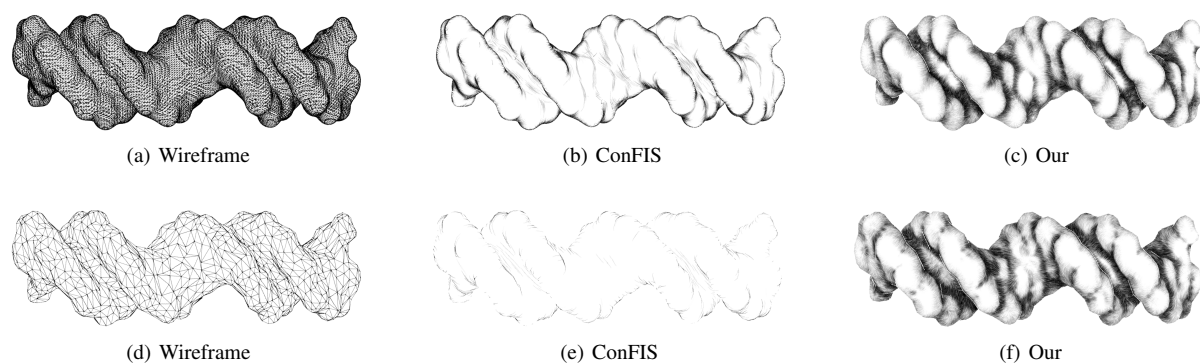 (a) Wireframe
(b) ConFIS
(c) Our
(d) Wireframe
(e) ConFIS
(f) Our